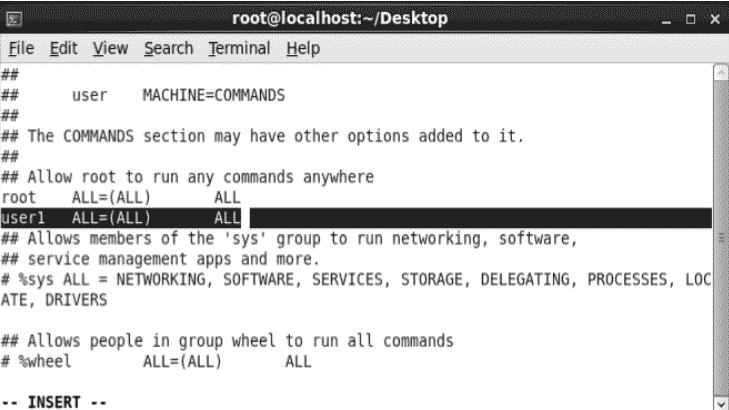 root@localhost:~/Desktop
File Edit View Search Terminal Help
##
##      user    MACHINE=COMMANDS
##
## The COMMANDS section may have other options added to it.
##
## Allow root to run any commands anywhere
root    ALL=(ALL)       ALL
user1   ALL=(ALL)       ALL
## Allows members of the 'sys' group to run networking, software,
## service management apps and more.
# %sys ALL = NETWORKING, SOFTWARE, SERVICES, STORAGE, DELEGATING, PROCESSES, LOC
ATE, DRIVERS
## Allows people in group wheel to run all commands
# %wheel        ALL=(ALL)       ALL
-- INSERT --